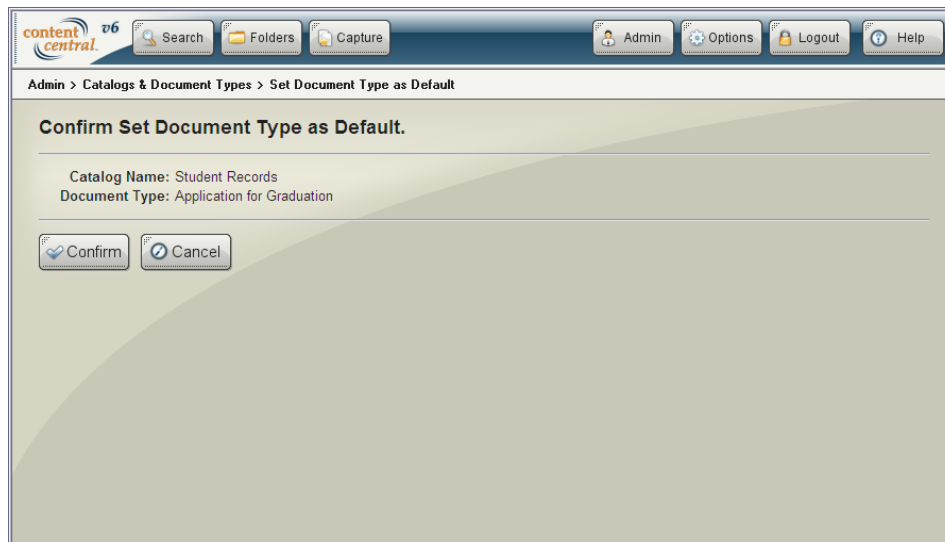 content central. v6 Search Folders Capture Admin Options Logout Help
Admin > Catalogs & Document Types > Set Document Type as Default
Confirm Set Document Type as Default.
Catalog Name: Student Records
Document Type: Application for Graduation
Confirm Cancel